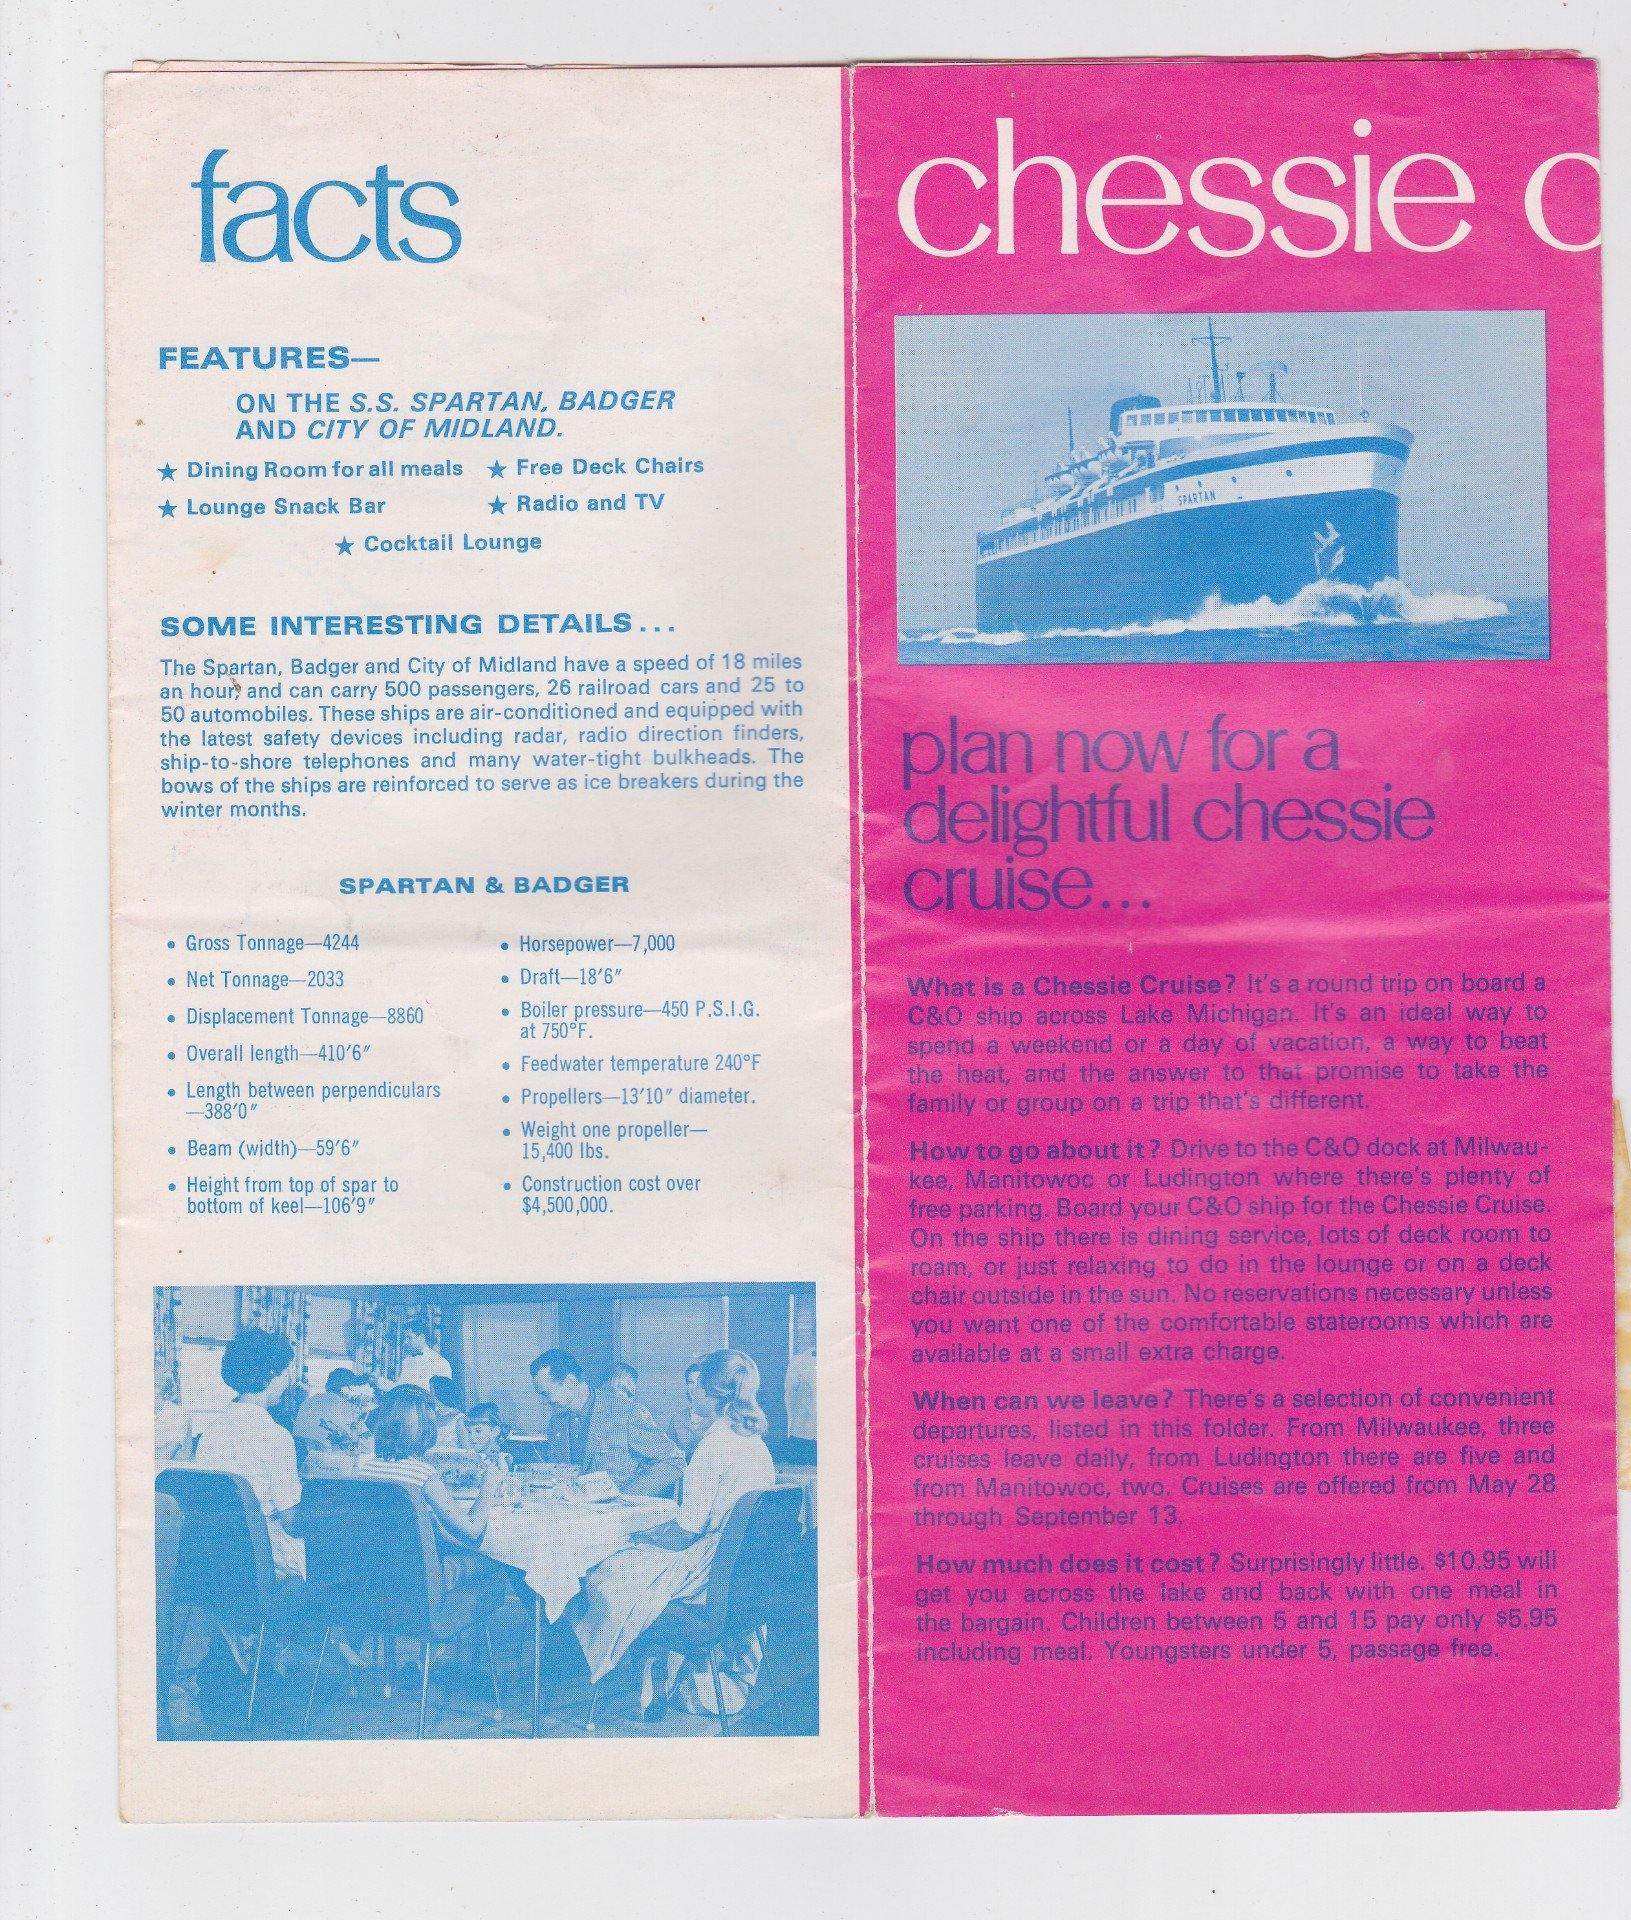 facts
FEATURES—
ON THE S.S. SPARTAN, BADGER
AND CITY OF MIDLAND.
★ Dining Room for all meals ★ Free Deck Chairs
★ Lounge Snack Bar ★ Radio and TV
★ Cocktail Lounge
SOME INTERESTING DETAILS...
The Spartan, Badger and City of Midland have a speed of 18 miles
an hour, and can carry 500 passengers, 26 railroad cars and 25 to
50 automobiles. These ships are air-conditioned and equipped with
the latest safety devices including radar, radio direction finders,
ship-to-shore telephones and many water-tight bulkheads. The
bows of the ships are reinforced to serve as ice breakers during the
winter months.
SPARTAN & BADGER
• Gross Tonnage—4244
• Net Tonnage—2033
• Displacement Tonnage—8860
• Overall length—410'6"
• Length between perpendiculars
—388'0"
• Beam (width)—59'6"
• Height from top of spar to
bottom of keel—106'9"
• Horsepower—7,000
• Draft—18'6"
• Boiler pressure—450 P.S.I.G.
at 750°F.
• Feedwater temperature 240°F
• Propellers—13'10" diameter.
• Weight one propeller—
15,400 lbs.
• Construction cost over
$4,500,000.
chessie c
SPARTAN
plan now for a
delightful chessie
cruise...
What is a Chessie Cruise? It's a round trip on board a
C&O ship across Lake Michigan. It's an ideal way to
spend a weekend or a day of vacation, a way to beat
the heat, and the answer to that promise to take the
family or group on a trip that's different.
How to go about it? Drive to the C&O dock at Milwau-
kee, Manitowoc or Ludington where there's plenty of
free parking. Board your C&O ship for the Chessie Cruise.
On the ship there is dining service, lots of deck room to
roam, or just relaxing to do in the lounge or on a deck
chair outside in the sun. No reservations necessary unless
you want one of the comfortable staterooms which are
available at a small extra charge.
When can we leave? There's a selection of convenient
departures, listed in this folder. From Milwaukee, three
cruises leave daily, from Ludington there are five and
from Manitowoc, two. Cruises are offered from May 28
through September 13.
How much does it cost? Surprisingly little. $10.95 will
get you across the lake and back with one meal in
the bargain. Children between 5 and 15 pay only $5.95
including meal. Youngsters under 5, passage free.